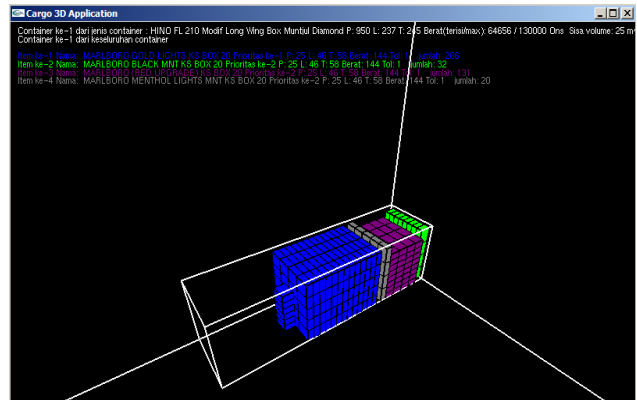 Cargo 3D Application
Container ke-1 dari jenis container : HINO FL 210 Modif Long Wing Box Muntjul Diamond P: 950 L: 237 T: 265 Berat(terisi/max): 64656 / 130000 Ons Sisa volume: 25 m
Container ke-1 dari keseluruhan container
Item ke-1 Nama: MARLBORO GOLD LIGHTS KS BOX 20 Prioritas ke-1 P: 25 L: 46 T: 58 Berat: 144 Tol: 1 jumlah: 266
Item ke-2 Nama: MARLBORO BLACK MNT KS BOX 20 Prioritas ke-2 P: 25 L: 46 T: 58 Berat: 144 Tol: 1 jumlah: 32
Item ke-3 Nama: MARLBORO (RED UPGRADE) KS BOX 20 Prioritas ke-2 P: 25 L: 46 T: 58 Berat: 144 Tol: 1 jumlah: 131
Item ke-4 Nama: MARLBORO MENTHOL LIGHTS MNT KS BOX 20 Prioritas ke-2 P: 25 L: 46 T: 58 Berat: 144 Tol: 1 jumlah: 20